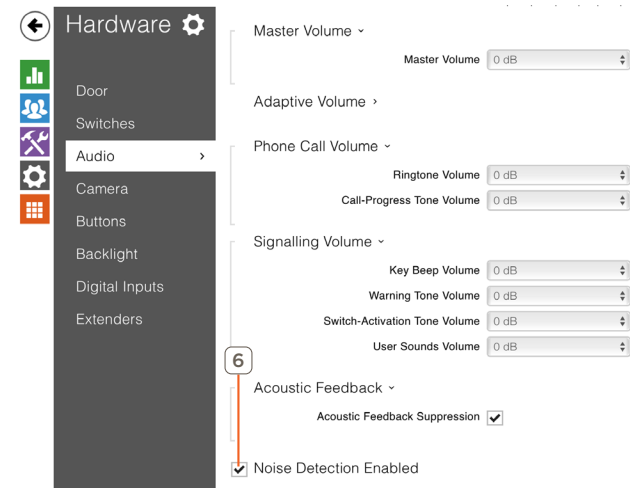 Hardware
Door
Switches
Audio
Camera
Buttons
Backlight
Digital Inputs
Extenders
Master Volume
Master Volume 0 dB
Adaptive Volume
Phone Call Volume
Ringtone Volume 0 dB
Call-Progress Tone Volume 0 dB
Signalling Volume
Key Beep Volume 0 dB
Warning Tone Volume 0 dB
Switch-Activation Tone Volume 0 dB
User Sounds Volume 0 dB
6
Acoustic Feedback
Acoustic Feedback Suppression
Noise Detection Enabled